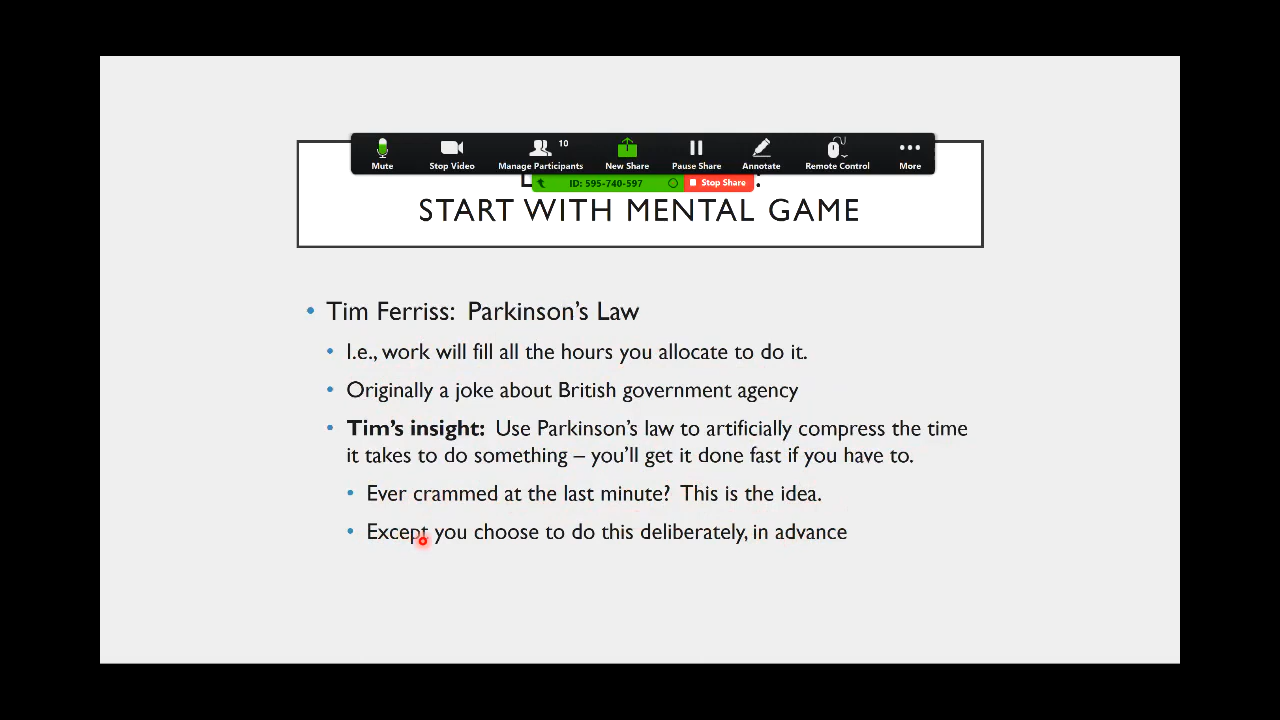 10
Mute Stop Video Manage Participants New Share Pause Share Annotate Remote Control More
ID: 595-740-597 Stop Share
START WITH MENTAL GAME
• Tim Ferriss: Parkinson's Law
• I.e., work will fill all the hours you allocate to do it.
• Originally a joke about British government agency
• Tim's insight: Use Parkinson's law to artificially compress the time
it takes to do something – you'll get it done fast if you have to.
• Ever crammed at the last minute? This is the idea.
• Except you choose to do this deliberately, in advance